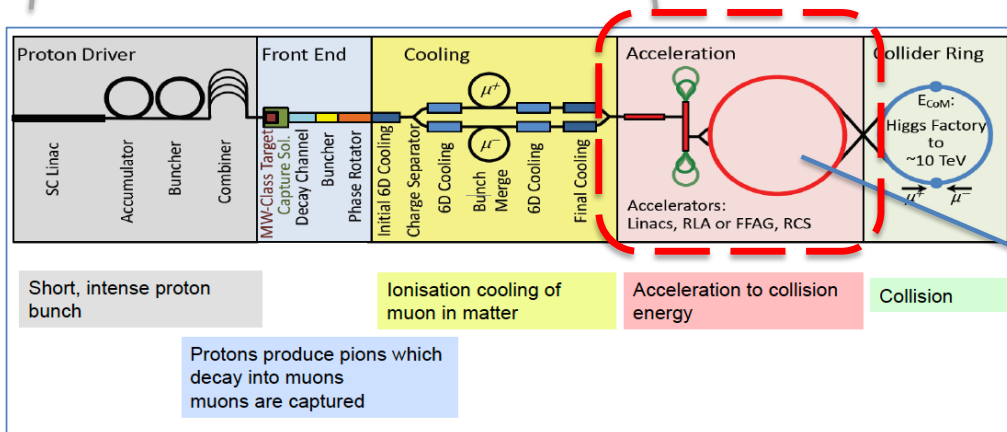 Proton Driver
Front End
Cooling
Acceleration
Collider Ring
μ+
μ−
E CoM:
Higgs Factory
to
~10 TeV
μ+ μ−
SC Linac
Accumulator
Buncher
Combiner
MW-Class Target
Capture Sol.
Decay Channel
Buncher
Phase Rotator
Initial 6D Cooling
Charge Separator
6D Cooling
Bunch
Merge
6D Cooling
Final Cooling
Accelerators:
Linacs, RLA or FFAG, RCS
Short, intense proton
bunch
Protons produce pions which
decay into muons
muons are captured
Ionisation cooling of
muon in matter
Acceleration to collision
energy
Collision